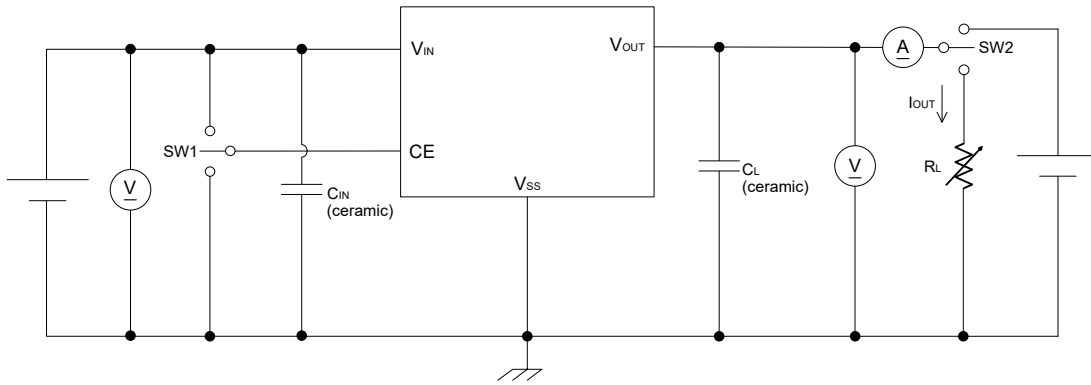 VIN
VOUT
A
SW2
IOUT
SW1
CE
V
CIN
(ceramic)
VSS
CL
(ceramic)
V
RL